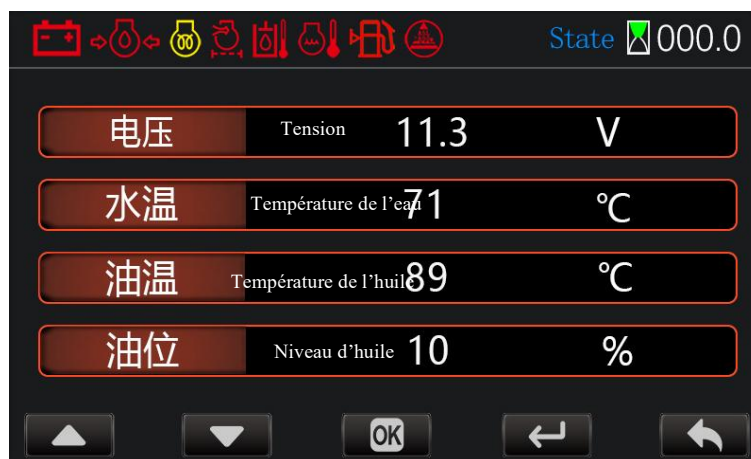 State 000.0
电压 Tension 11.3 V
水温 Température de l'eau 71 ℃
油温 Température de l'huile 89 ℃
油位 Niveau d'huile 10 %
OK